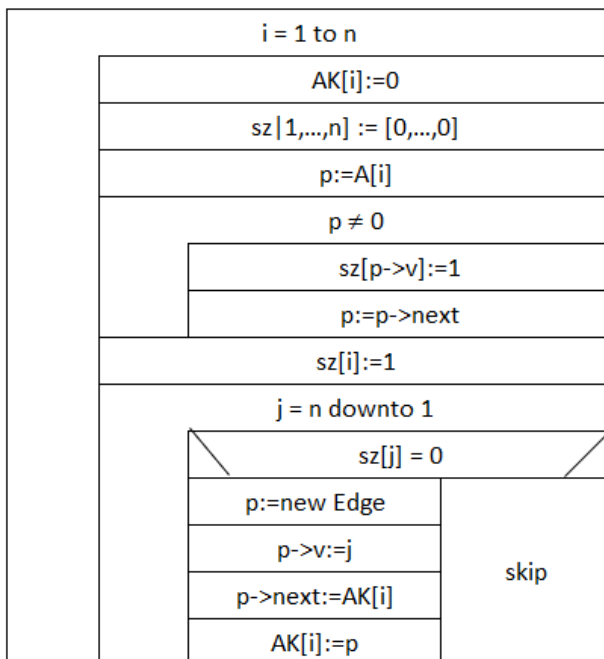 i = 1 to n
AK[i]:=0
sz|1,...,n] := [0,...,0]
p:=A[i]
p ≠ 0
sz[p->v]:=1
p:=p->next
sz[i]:=1
j = n downto 1
sz[j] = 0
p:=new Edge
p->v:=j
skip
p->next:=AK[i]
AK[i]:=p